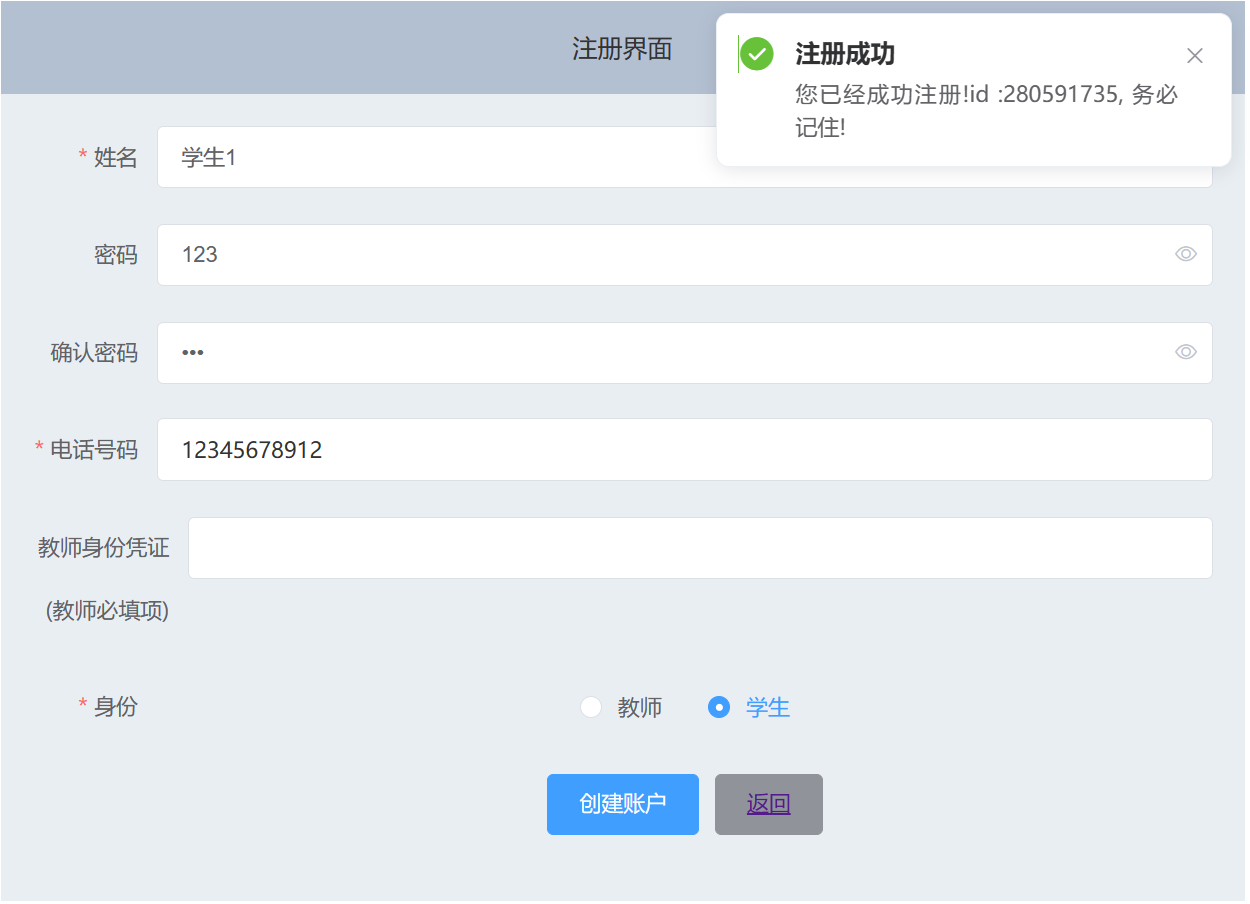 注册界面
注册成功
您已经成功注册!id :280591735, 务必
记住!
* 姓名 学生1
密码 123
确认密码 •••
* 电话号码 12345678912
教师身份凭证
(教师必填项)
* 身份 教师 学生
创建账户 返回